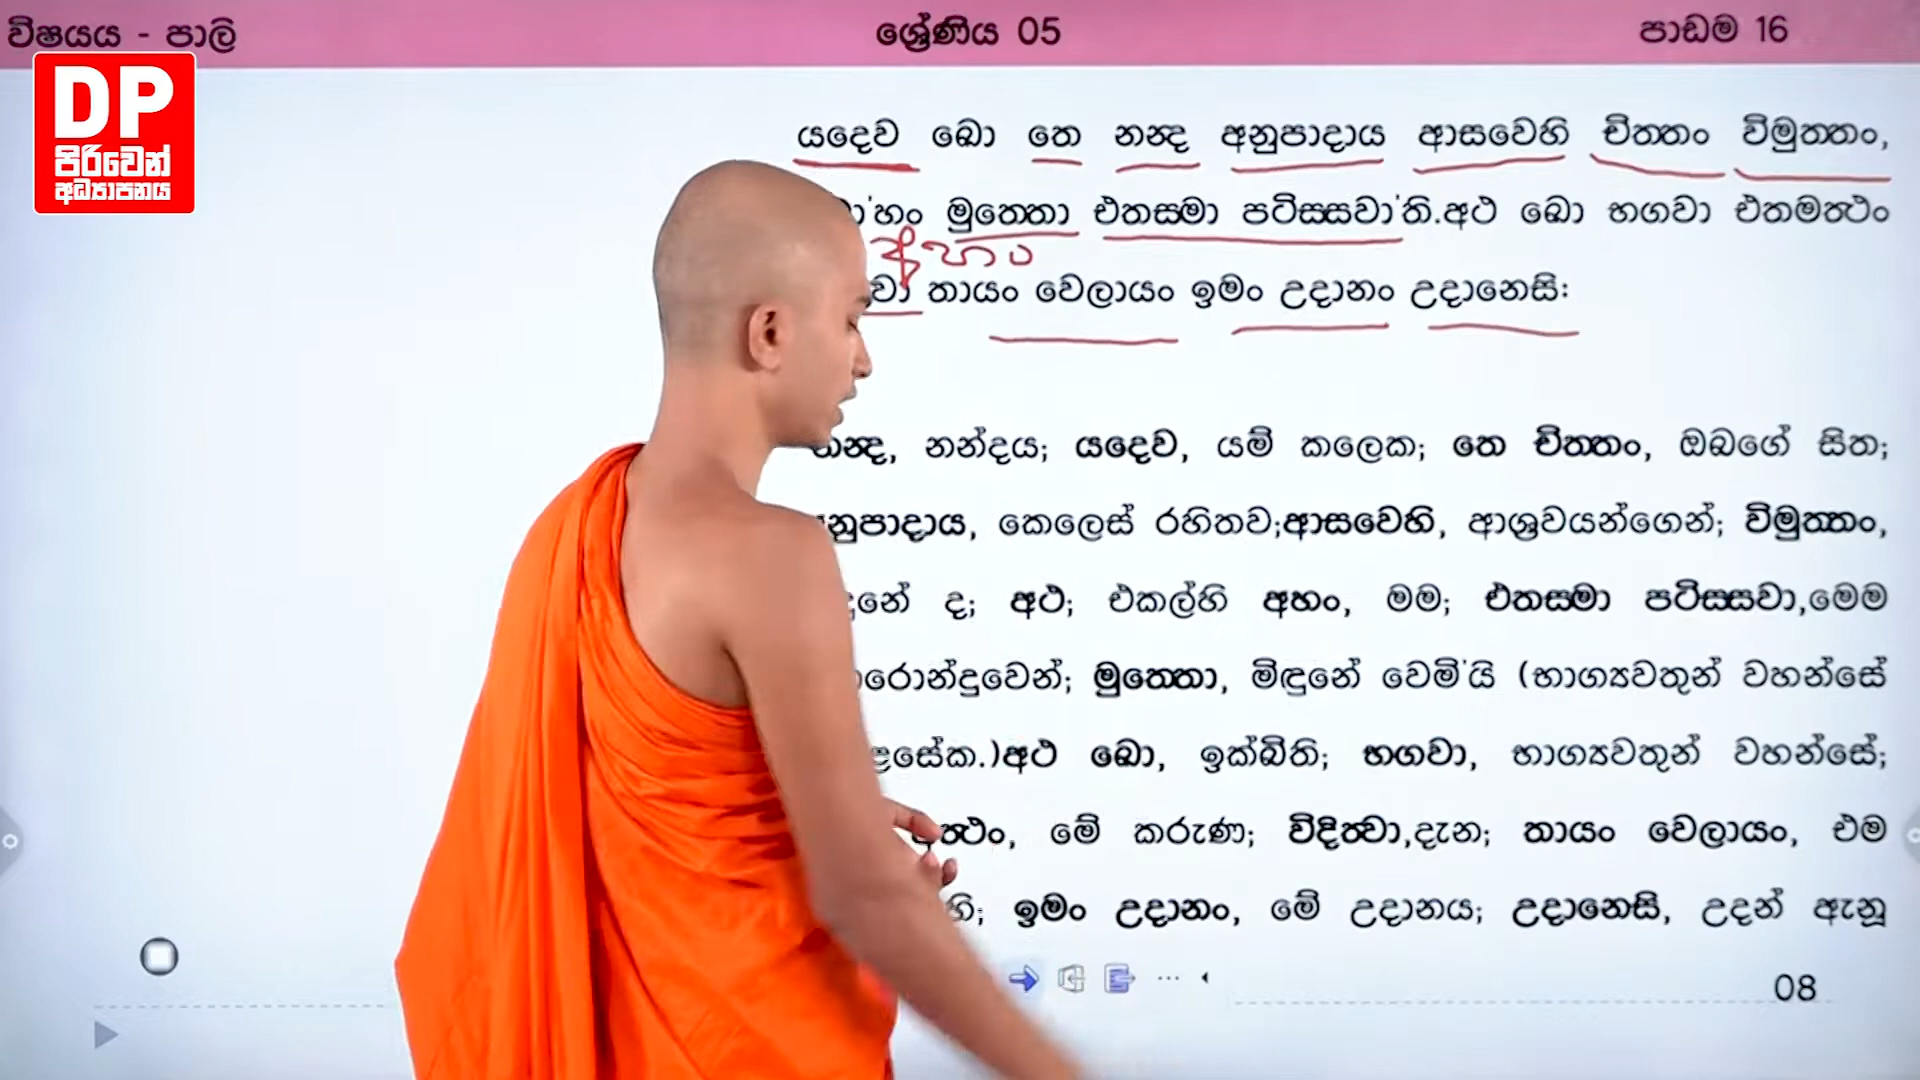 විෂයය - පාලි
ශ්‍රේණිය 05
පාඩම 16
DP
පිරිවෙන්
අධ්‍යාපනය
යදෙව ඛො තෙ නන්‍ද අනුපාදාය ආසවෙහි චිත්‍තං විමුත්‍තං,
මුත්‍තො එතස්‍මා පටිස්‍සවා'ති.අථ ඛො භගවා එතමත්‍ථං
අහං
තායං වෙලායං ඉමං උදානං උදානෙසි:
නන්දය; යදෙව, යම් කලෙක; තෙ චිත්‍තං, ඔබගේ සිත;
කෙලෙස් රහිතව;ආසවෙහි, ආශ්‍රවයන්ගෙන්; විමුත්‍තං,
ද; අථ; එකල්හි අහං, මම; එතස්‍මා පටිස්‍සවා,මෙම
මුත්‍තො, මිඳුනේ වෙමි'යි (භාග්‍යවතුන් වහන්සේ
අථ ඛො, ඉක්බිති; භගවා, භාග්‍යවතුන් වහන්සේ;
මේ කරුණ; විදිත්‍වා,දැන; තායං වෙලායං, එම
ඉමං උදානං, මේ උදානය; උදානෙසි, උදන් ඇනූ
08